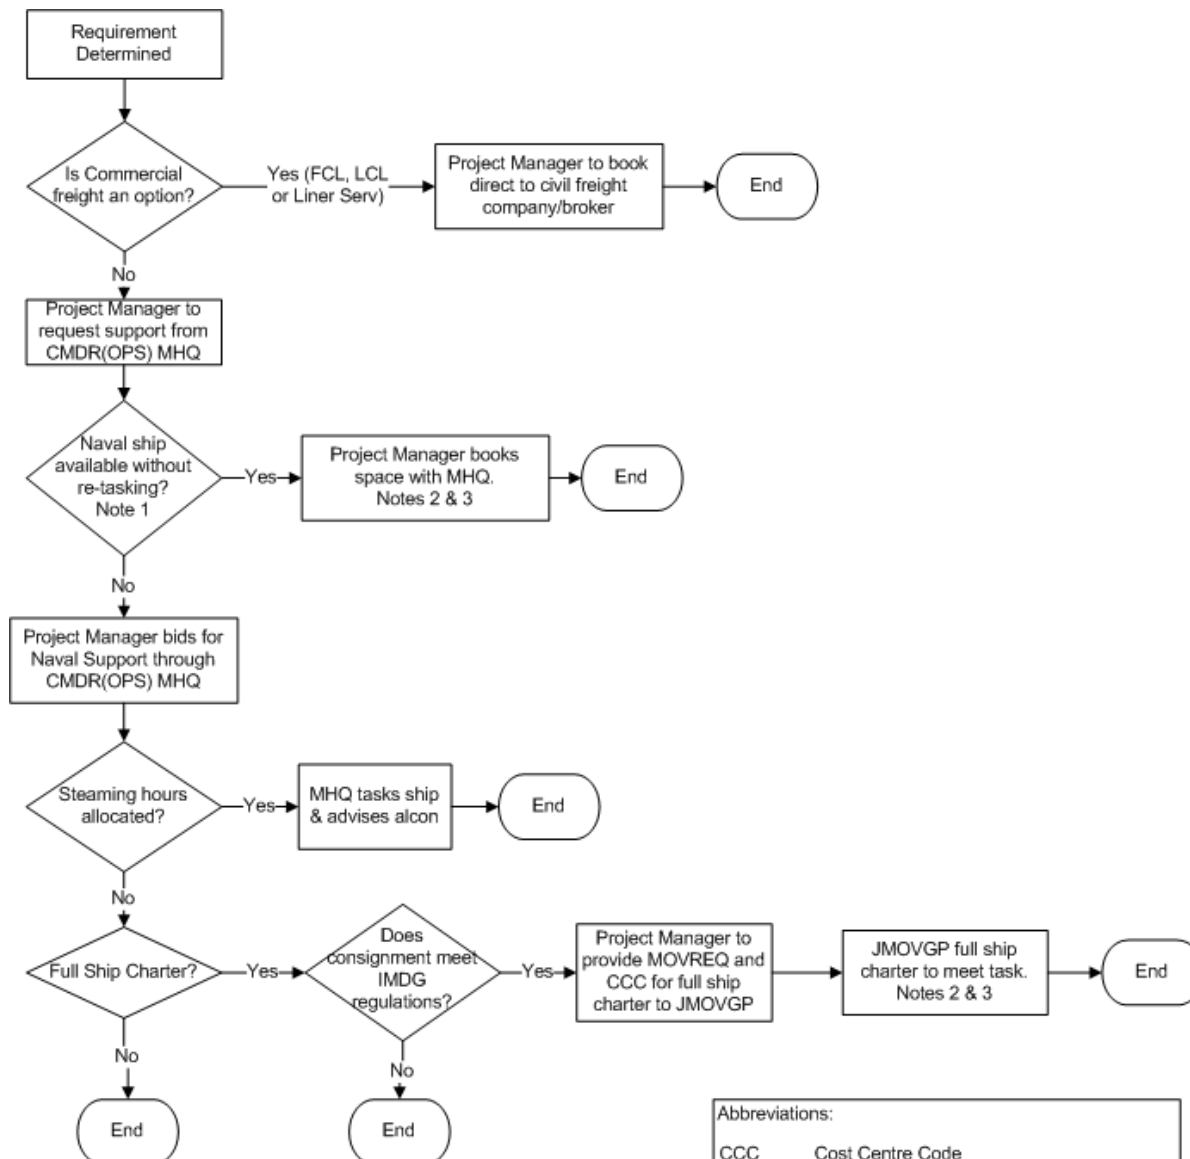 Requirement
Determined
Is Commercial
freight an option?
Yes (FCL, LCL
or Liner Serv)
Project Manager to book
direct to civil freight
company/broker
End
No
Project Manager to
request support from
CMDR(OPS) MHQ
Naval ship
available without
re-tasking?
Note 1
Yes
Project Manager books
space with MHQ.
Notes 2 & 3
End
No
Project Manager bids for
Naval Support through
CMDR(OPS) MHQ
Steaming hours
allocated?
Yes
MHQ tasks ship
& advises alcon
End
No
Full Ship Charter?
Yes
Does
consignment meet
IMDG
regulations?
Yes
Project Manager to
provide MOVREQ and
CCC for full ship
charter to JMOVGP
JMOVGP full ship
charter to meet task.
Notes 2 & 3
End
No
End
No
End
Abbreviations:
CCC Cost Centre Code